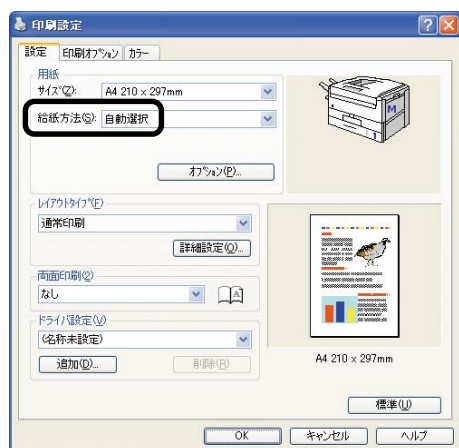 印刷設定
設定 印刷オプション カラー
用紙
サイズ(Z): A4 210 x 297mm
給紙方法(S): 自動選択
オプション(P)...
M
レイアウトタイプ(E)
通常印刷
詳細設定(O)...
両面印刷(2)
なし
A
ドライバ設定(V)
(名称未設定)
追加(D)... 削除(R)
A4 210 x 297mm
標準(U)
OK キャンセル ヘルプ